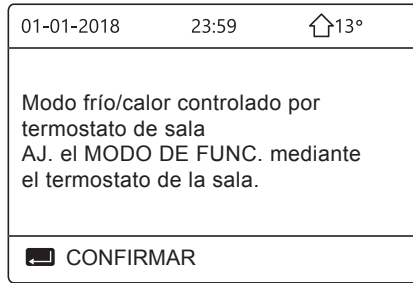 01-01-2018 23:59 13°
Modo frío/calor controlado por
termostato de sala
AJ. el MODO DE FUNC. mediante
el termostato de la sala.
CONFIRMAR